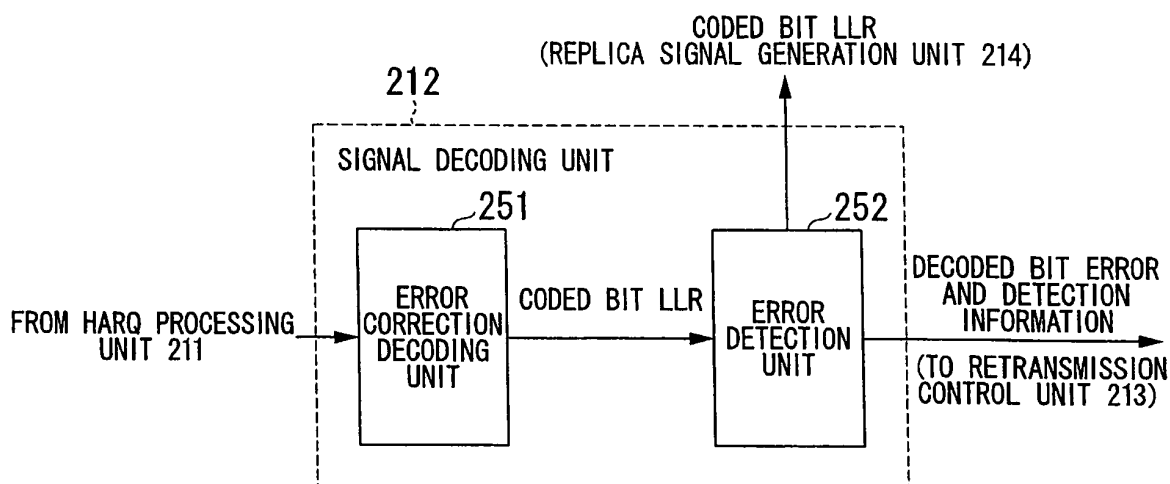 CODED BIT LLR
(REPLICA SIGNAL GENERATION UNIT 214)
212
SIGNAL DECODING UNIT
251
252
FROM HARQ PROCESSING
UNIT 211
ERROR
CORRECTION
DECODING
UNIT
CODED BIT LLR
ERROR
DETECTION
UNIT
DECODED BIT ERROR
AND DETECTION
INFORMATION
(TO RETRANSMISSION
CONTROL UNIT 213)